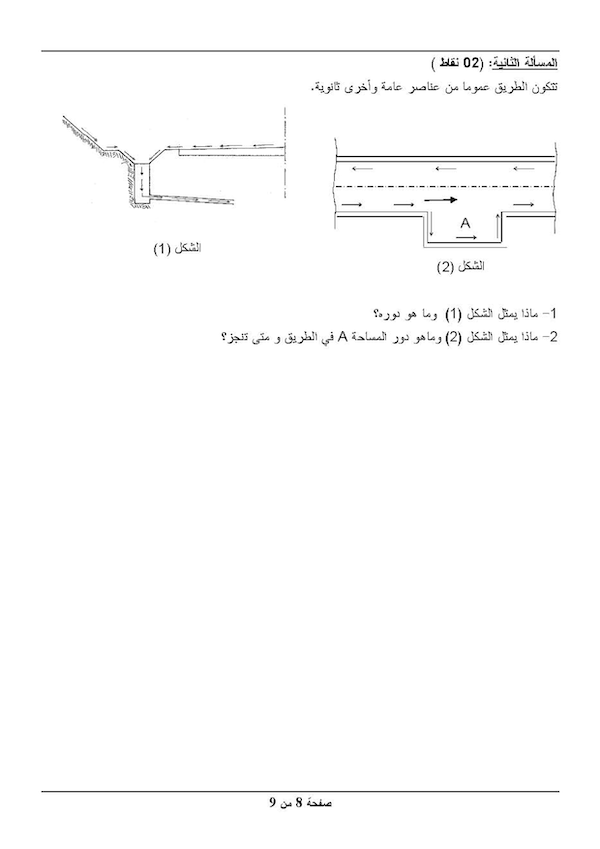 المسألة الثانية: (02 نقاط )
تتكون الطريق عموما من عناصر عامة وأخرى ثانوية.
A
الشكل (1)
الشكل (2)
1- ماذا يمثل الشكل (1) وما هو دوره؟
2- ماذا يمثل الشكل (2) وماهو دور المساحة A في الطريق و متى تنجز؟
صفحة 8 من 9